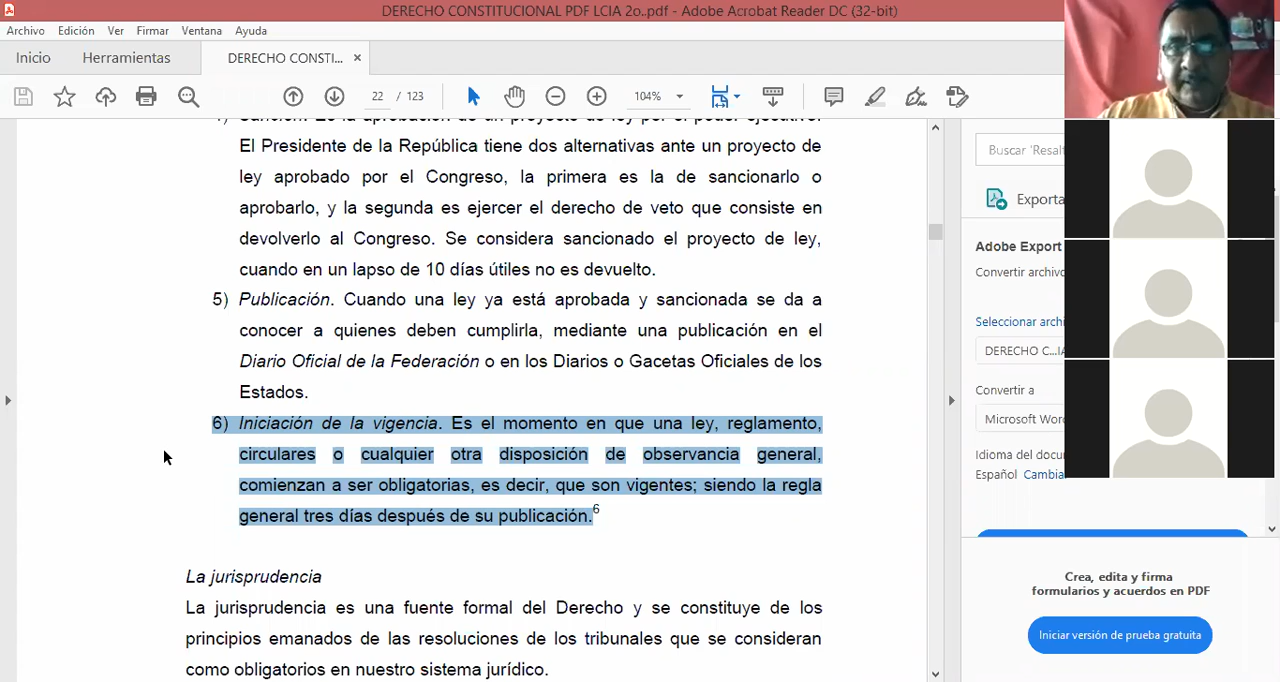 DERECHO CONSTITUCIONAL PDF LCIA 2o..pdf - Adobe Acrobat Reader DC (32-bit)
Archivo Edición Ver Firmar Ventana Ayuda
Inicio Herramientas DERECHO CONSTI... ×
22 / 123 104%
El Presidente de la República tiene dos alternativas ante un proyecto de
ley aprobado por el Congreso, la primera es la de sancionarlo o
aprobarlo, y la segunda es ejercer el derecho de veto que consiste en
devolverlo al Congreso. Se considera sancionado el proyecto de ley,
cuando en un lapso de 10 días útiles no es devuelto.
5) Publicación. Cuando una ley ya está aprobada y sancionada se da a
conocer a quienes deben cumplirla, mediante una publicación en el
Diario Oficial de la Federación o en los Diarios o Gacetas Oficiales de los
Estados.
6) Iniciación de la vigencia. Es el momento en que una ley, reglamento,
circulares o cualquier otra disposición de observancia general,
comienzan a ser obligatorias, es decir, que son vigentes; siendo la regla
general tres días después de su publicación.6
La jurisprudencia
La jurisprudencia es una fuente formal del Derecho y se constituye de los
principios emanados de las resoluciones de los tribunales que se consideran
como obligatorios en nuestro sistema jurídico.
Buscar 'Resalt
Exporta
Adobe Export
Convertir archivo
Seleccionar archi
DERECHO C...IA
Convertir a
Microsoft Word
Idioma del docu
Español Cambia
Crea, edita y firma
formularios y acuerdos en PDF
Iniciar versión de prueba gratuita